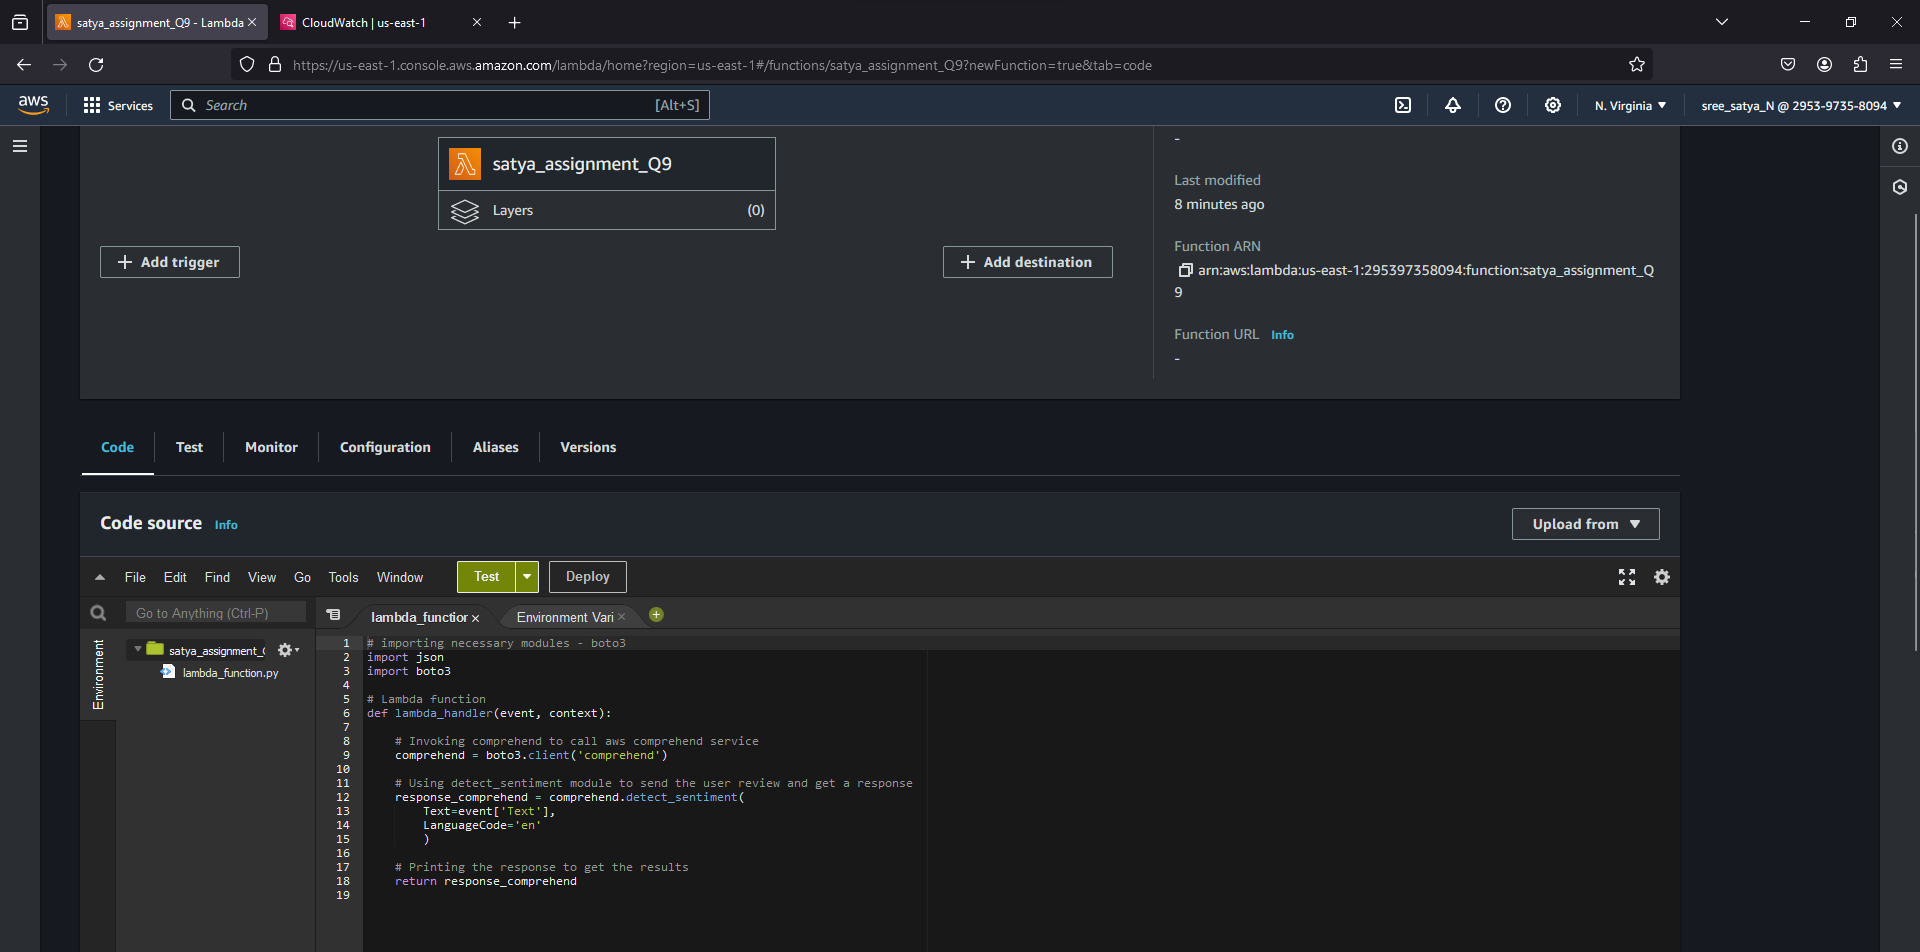 satya_assignment_Q9 - Lambda
CloudWatch | us-east-1
https://us-east-1.console.aws.amazon.com/lambda/home?region=us-east-1#/functions/satya_assignment_Q9?newFunction=true&tab=code
aws
Services
Search
[Alt+S]
N. Virginia
sree_satya_N @ 2953-9735-8094
satya_assignment_Q9
Layers
(0)
Add trigger
Add destination
-
Last modified
8 minutes ago
Function ARN
arn:aws:lambda:us-east-1:295397358094:function:satya_assignment_Q
9
Function URL Info
-
Code
Test
Monitor
Configuration
Aliases
Versions
Code source Info
Upload from
File Edit Find View Go Tools Window
Test
Deploy
Go to Anything (Ctrl-P)
lambda_function
Environment Vari
Environment
satya_assignment_Q
lambda_function.py
1 # importing necessary modules - boto3
2 import json
3 import boto3
4
5 # Lambda function
6 def lambda_handler(event, context):
7
8 # Invoking comprehend to call aws comprehend service
9 comprehend = boto3.client('comprehend')
10
11 # Using detect_sentiment module to send the user review and get a response
12 response_comprehend = comprehend.detect_sentiment(
13 Text=event['Text'],
14 LanguageCode='en'
15 )
16
17 # Printing the response to get the results
18 return response_comprehend
19